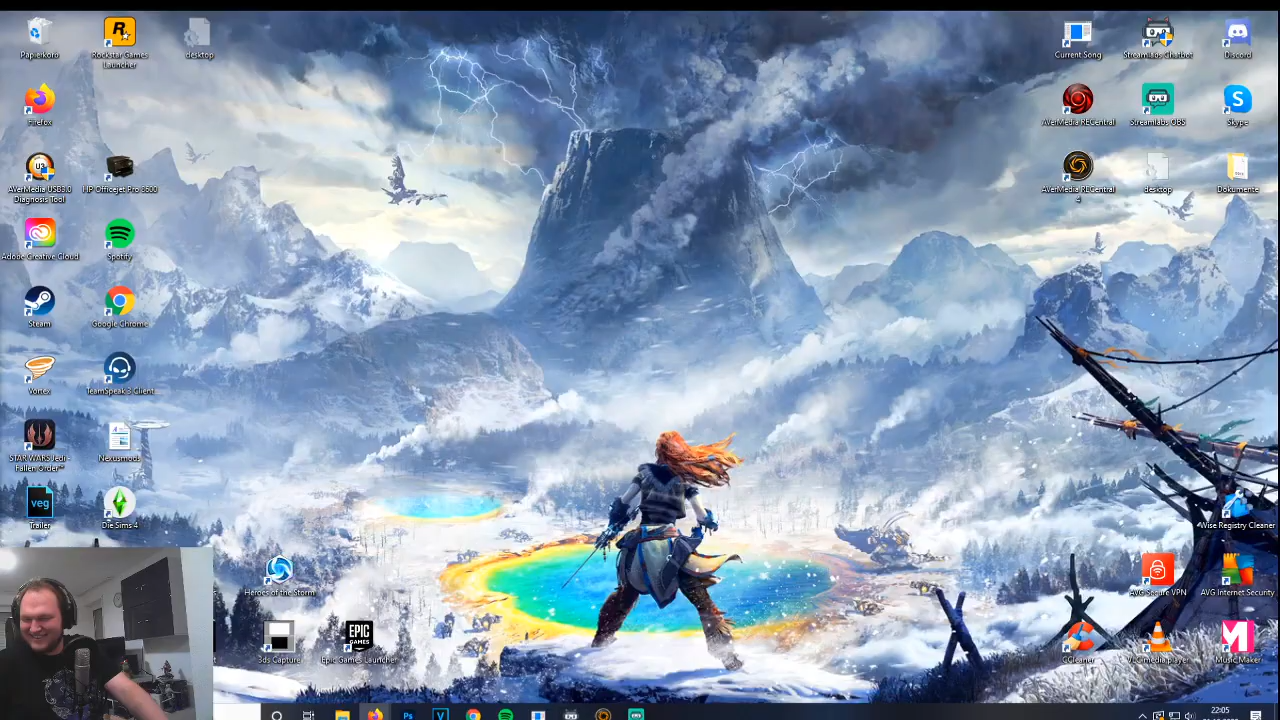 Papierkorb
Rockstar Games
Launcher
desktop
Firefox
AVerMedia USB3.0
Diagnosis Tool
HP Officejet Pro 8600
Adobe Creative Cloud
Spotify
Steam
Google Chrome
Vortex
TeamSpeak 3 Client
STAR WARS Jedi -
Fallen Order™
Nexusmods
veg
Trailer
Die Sims 4
Heroes of the Storm
3ds Capture
EPIC
GAMES
Epic Games Launcher
Current Song
Streamlabs Chatbot
Discord
AVerMedia RECentral
Streamlabs OBS
Skype
AVerMedia RECentral
4
desktop
Dokumente
Wise Registry Cleaner
AVG Secure VPN
AVG Internet Security
CCleaner
VLC media player
Music Maker
Ps
V
22:05